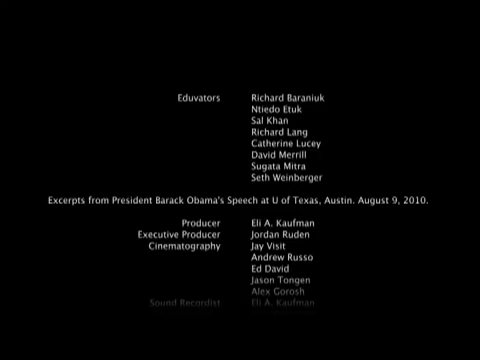 Eduvators Richard Baraniuk
Ntiedo Etuk
Sal Khan
Richard Lang
Catherine Lucey
David Merrill
Sugata Mitra
Seth Weinberger
Excerpts from President Barack Obama's Speech at U of Texas, Austin. August 9, 2010.
Producer Eli A. Kaufman
Executive Producer Jordan Ruden
Cinematography Jay Visit
Andrew Russo
Ed David
Jason Tongen
Alex Gorosh
Sound Recordist Eli A. Kaufman